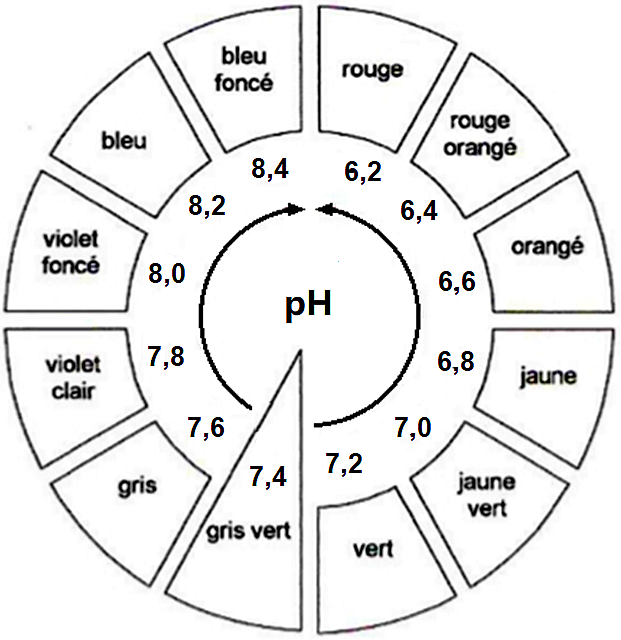 bleu
foncé
8,4
rouge
6,2
rouge
orangé
6,4
orangé
6,6
jaune
6,8
jaune
vert
7,0
vert
7,2
gris vert
7,4
gris
7,6
violet
clair
7,8
violet
foncé
8,0
bleu
8,2
pH